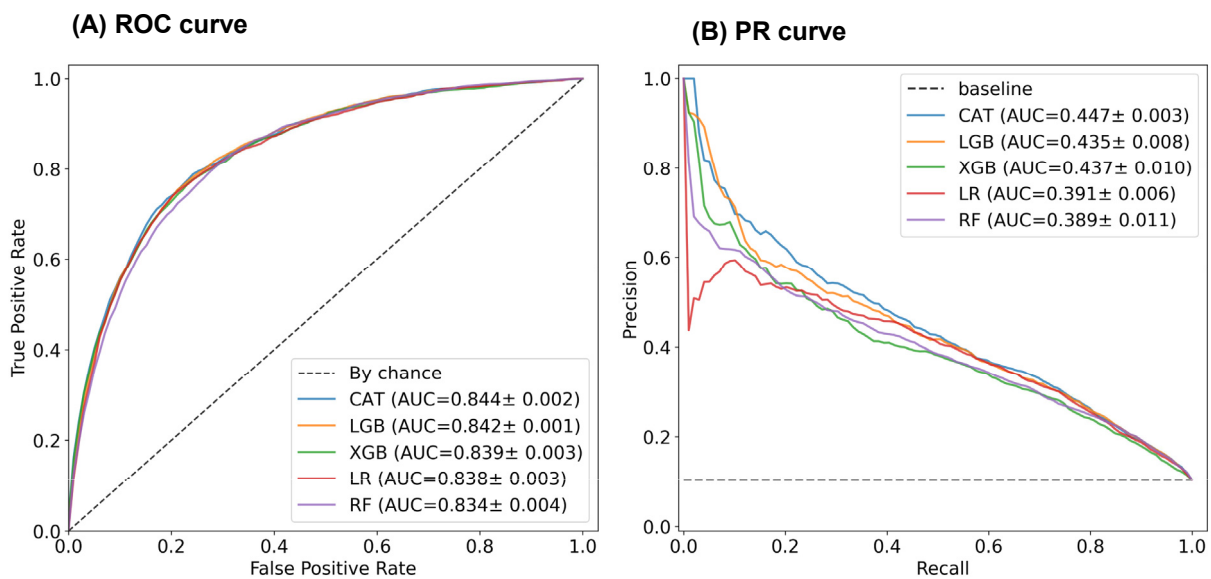 (A) ROC curve
True Positive Rate
1.0
0.8
0.6
0.4
0.2
0.0
By chance
CAT (AUC=0.844± 0.002)
LGB (AUC=0.842± 0.001)
XGB (AUC=0.839± 0.003)
LR (AUC=0.838± 0.003)
RF (AUC=0.834± 0.004)
0.0 0.2 0.4 0.6 0.8 1.0
False Positive Rate
(B) PR curve
Precision
1.0
0.8
0.6
0.4
0.2
0.0
baseline
CAT (AUC=0.447± 0.003)
LGB (AUC=0.435± 0.008)
XGB (AUC=0.437± 0.010)
LR (AUC=0.391± 0.006)
RF (AUC=0.389± 0.011)
0.0 0.2 0.4 0.6 0.8 1.0
Recall